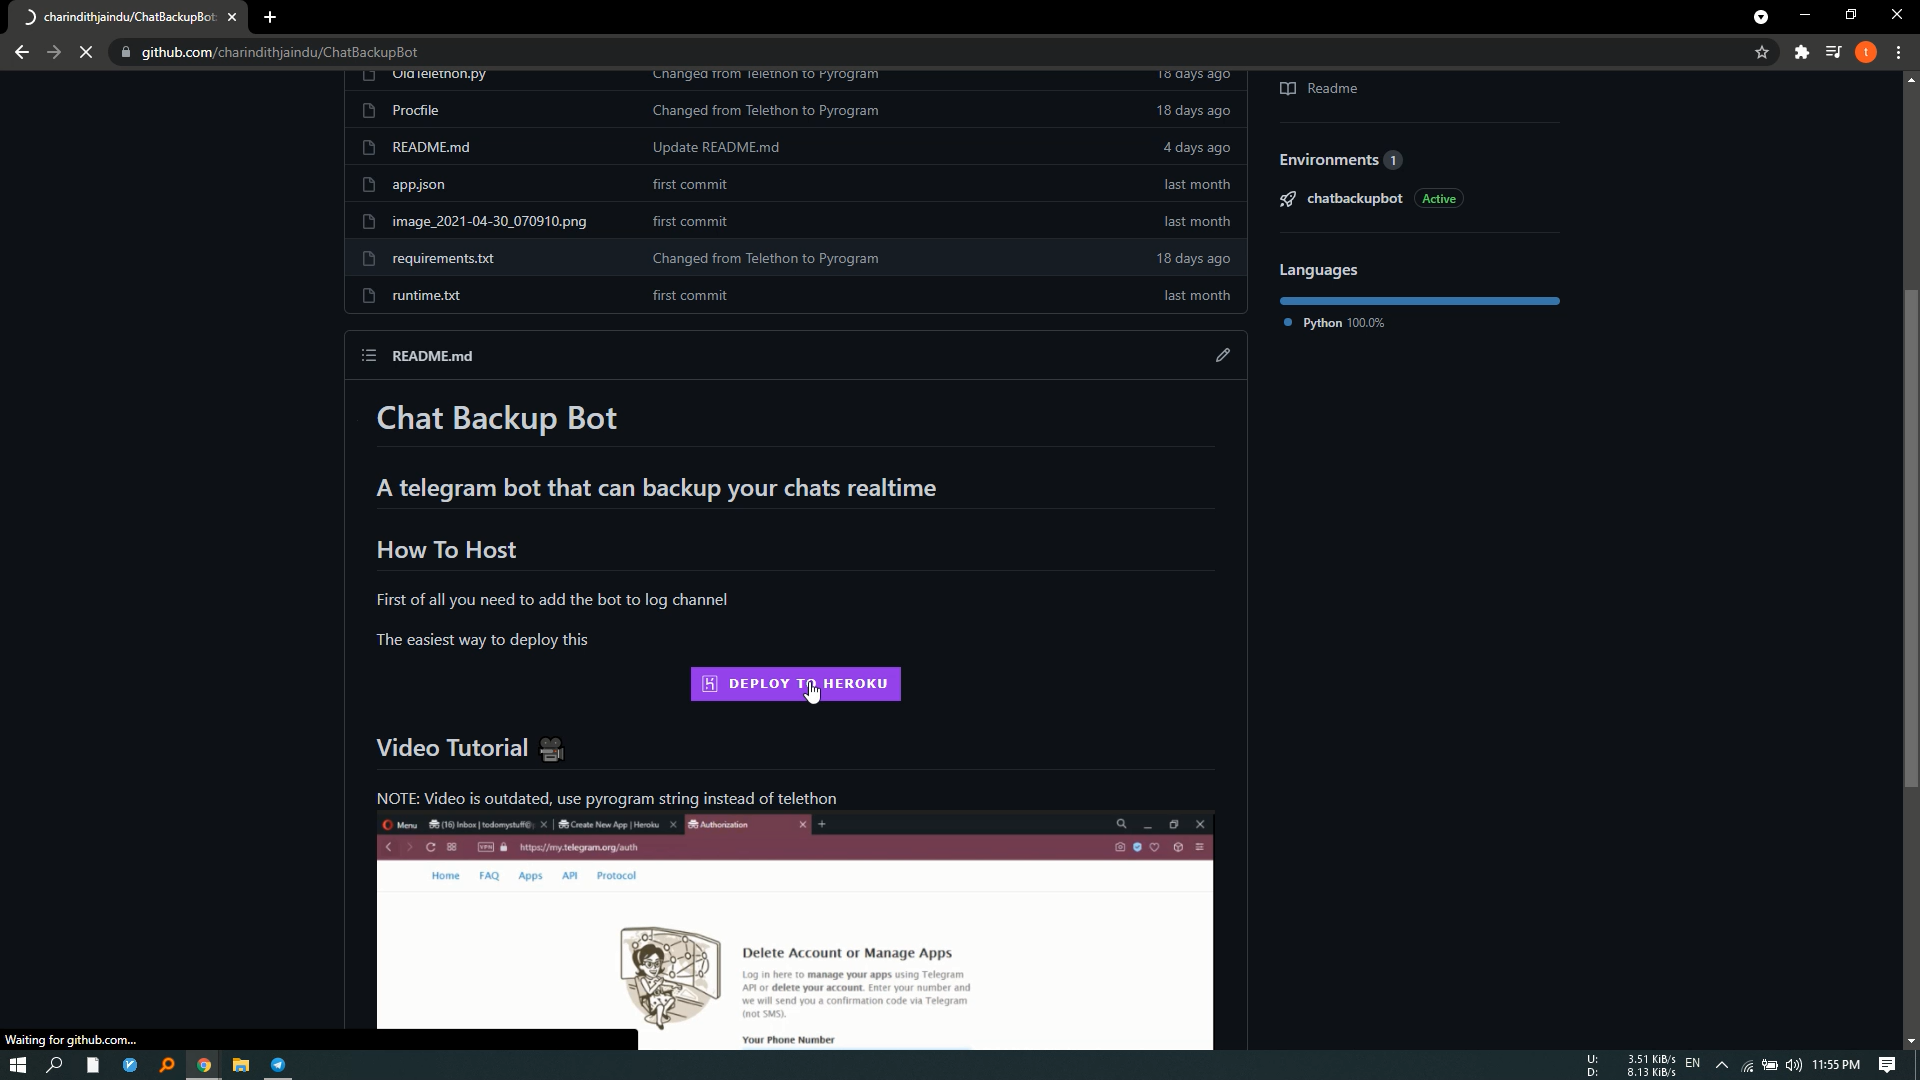 charindithjaindu/ChatBackupBot:
github.com/charindithjaindu/ChatBackupBot
OldTelethon.py Changed from Telethon to Pyrogram 18 days ago
Procfile Changed from Telethon to Pyrogram 18 days ago
README.md Update README.md 4 days ago
app.json first commit last month
image_2021-04-30_070910.png first commit last month
requirements.txt Changed from Telethon to Pyrogram 18 days ago
runtime.txt first commit last month
Readme
Environments 1
chatbackupbot Active
Languages
Python 100.0%
README.md
Chat Backup Bot
A telegram bot that can backup your chats realtime
How To Host
First of all you need to add the bot to log channel
The easiest way to deploy this
DEPLOY TO HEROKU
Video Tutorial
NOTE: Video is outdated, use pyrogram string instead of telethon
Menu (16) Inbox | todomystuff@ Create New App | Heroku Authorization
VPN https://my.telegram.org/auth
Home FAQ Apps API Protocol
Delete Account or Manage Apps
Log in here to manage your apps using Telegram
API or delete your account. Enter your number and
we will send you a confirmation code via Telegram
(not SMS).
Your Phone Number
Waiting for github.com...
U: 3.51 KiB/s
D: 8.13 KiB/s
EN
11:55 PM